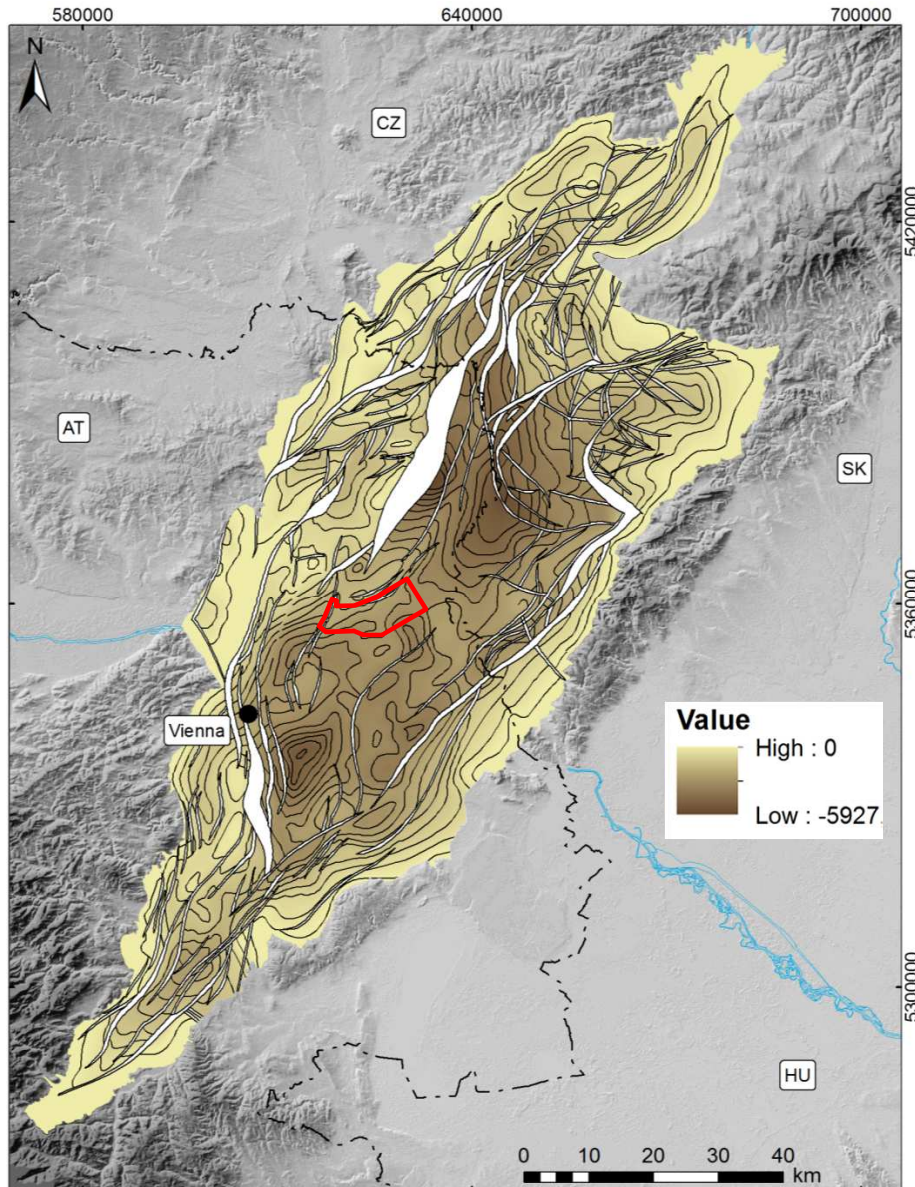 580000 640000 700000
N
CZ
5420000
AT
SK
5360000
Vienna
Value
High : 0
Low : -5927
5300000
HU
0 10 20 30 40
km